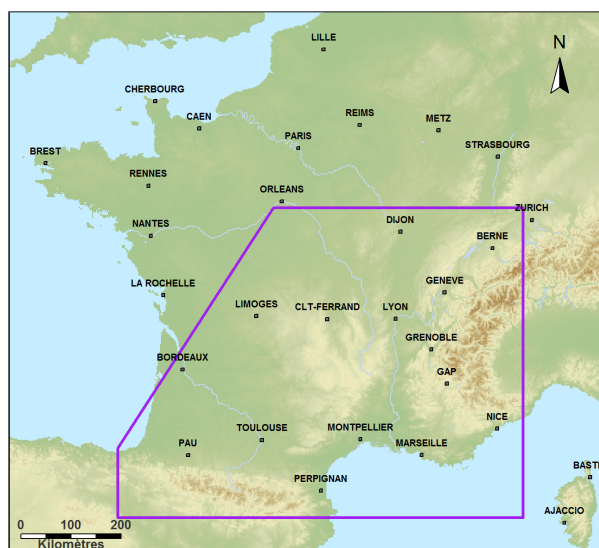 LILLE
N
CHERBOURG
CAEN
REIMS
METZ
PARIS
STRASBOURG
BREST
RENNES
ORLEANS
ZURICH
NANTES
DIJON
BERNE
LA ROCHELLE
GENEVE
LIMOGES
CLT-FERRAND
LYON
GRENOBLE
BORDEAUX
GAP
NICE
TOULOUSE
MONTPELLIER
PAU
MARSEILLE
BASTI
PERPIGNAN
AJACCIO
0 100 200
Kilomètres